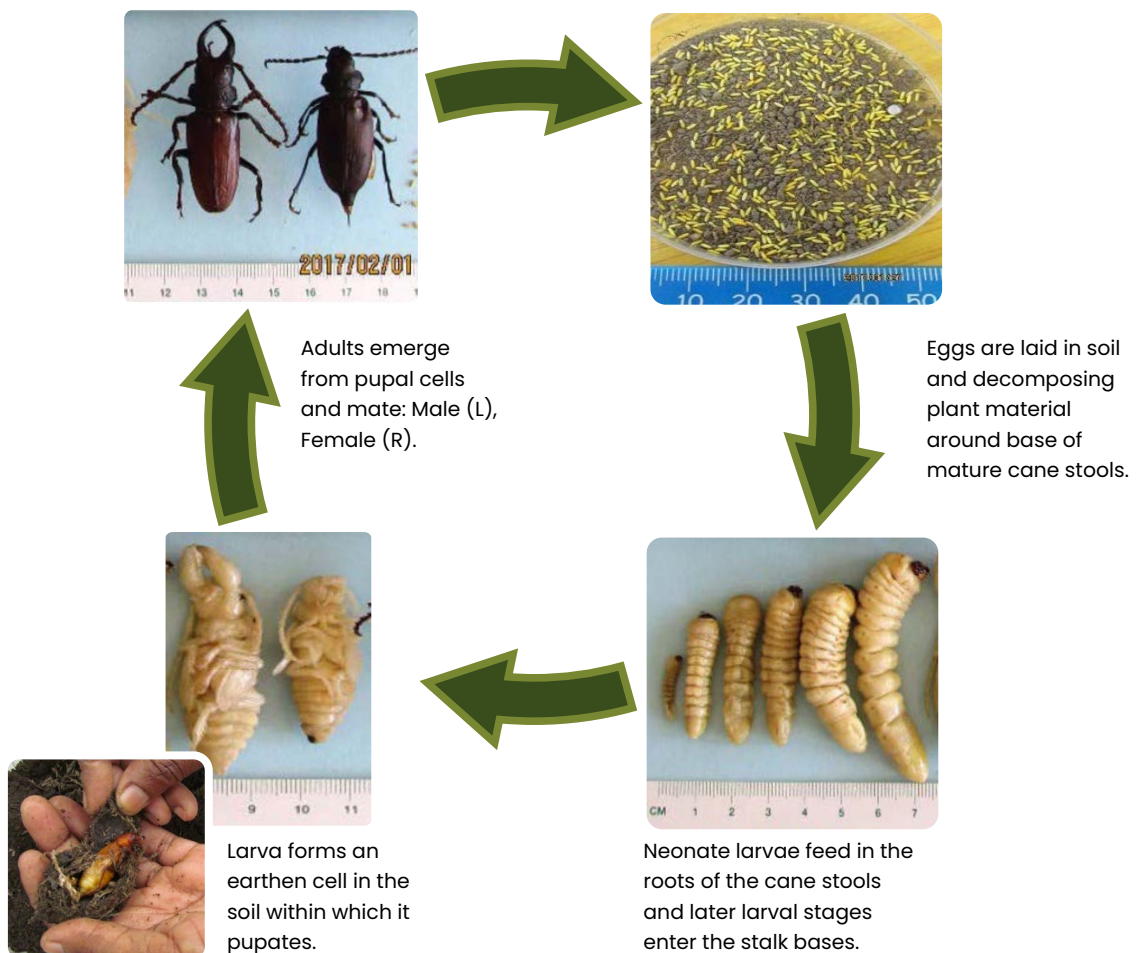 2017/02/01
11 12 13 14 15 16 17 18
10 20 30 40 50
Adults emerge
from pupal cells
and mate: Male (L),
Female (R).
Eggs are laid in soil
and decomposing
plant material
around base of
mature cane stools.
9 10 11
CM 1 2 3 4 5 6 7
Larva forms an
earthen cell in the
soil within which it
pupates.
Neonate larvae feed in the
roots of the cane stools
and later larval stages
enter the stalk bases.